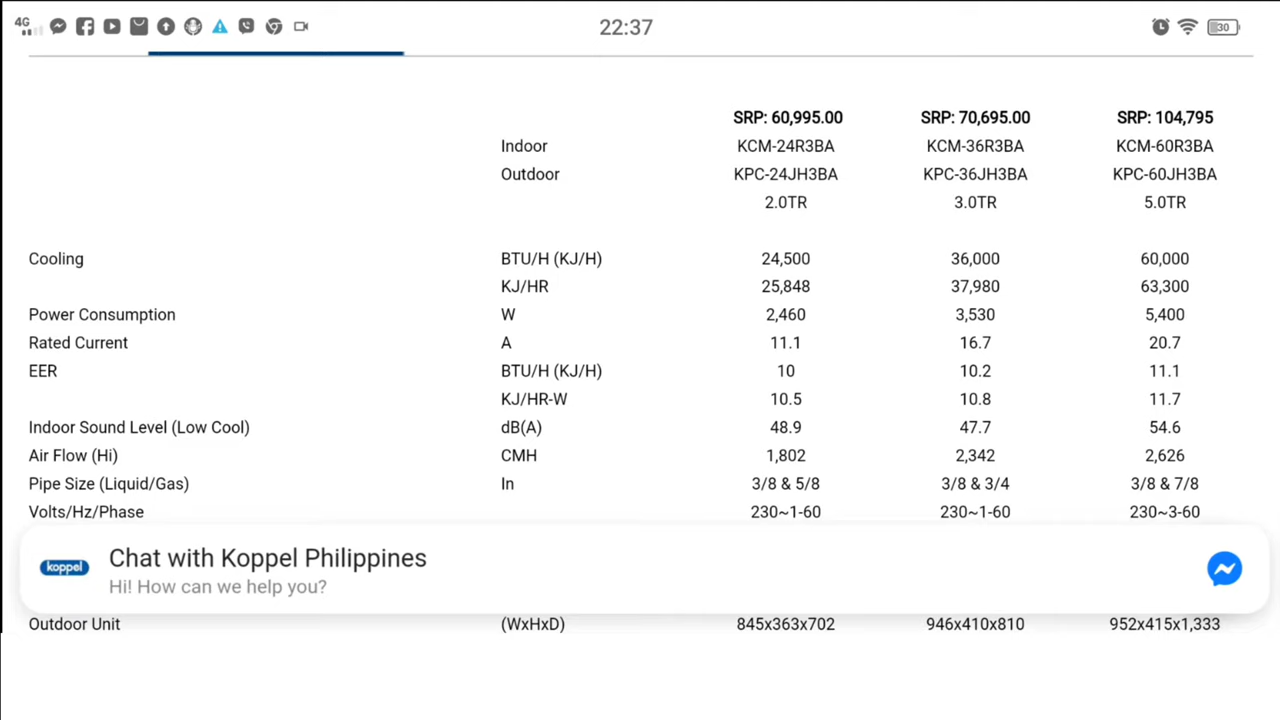 4G 22:37 30
SRP: 60,995.00 SRP: 70,695.00 SRP: 104,795
Indoor KCM-24R3BA KCM-36R3BA KCM-60R3BA
Outdoor KPC-24JH3BA KPC-36JH3BA KPC-60JH3BA
2.0TR 3.0TR 5.0TR
Cooling BTU/H (KJ/H) 24,500 36,000 60,000
KJ/HR 25,848 37,980 63,300
Power Consumption W 2,460 3,530 5,400
Rated Current A 11.1 16.7 20.7
EER BTU/H (KJ/H) 10 10.2 11.1
KJ/HR-W 10.5 10.8 11.7
Indoor Sound Level (Low Cool) dB(A) 48.9 47.7 54.6
Air Flow (Hi) CMH 1,802 2,342 2,626
Pipe Size (Liquid/Gas) In 3/8 & 5/8 3/8 & 3/4 3/8 & 7/8
Volts/Hz/Phase 230~1-60 230~1-60 230~3-60
koppel Chat with Koppel Philippines
Hi! How can we help you?
Outdoor Unit (WxHxD) 845x363x702 946x410x810 952x415x1,333